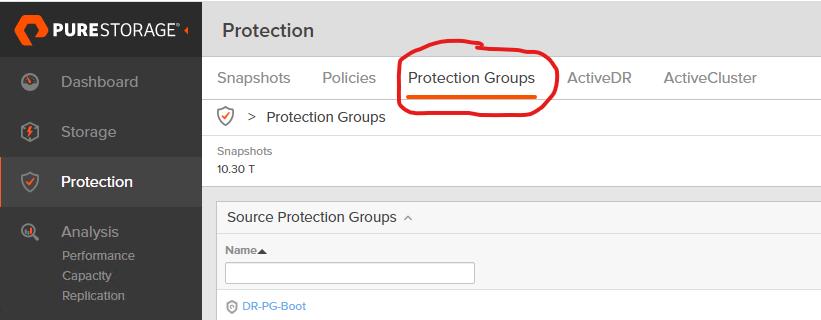 PURESTORAGE®
Dashboard
Storage
Protection
Analysis
Performance
Capacity
Replication
Protection
Snapshots Policies Protection Groups ActiveDR ActiveCluster
> Protection Groups
Snapshots
10.30 T
Source Protection Groups
Name
DR-PG-Boot